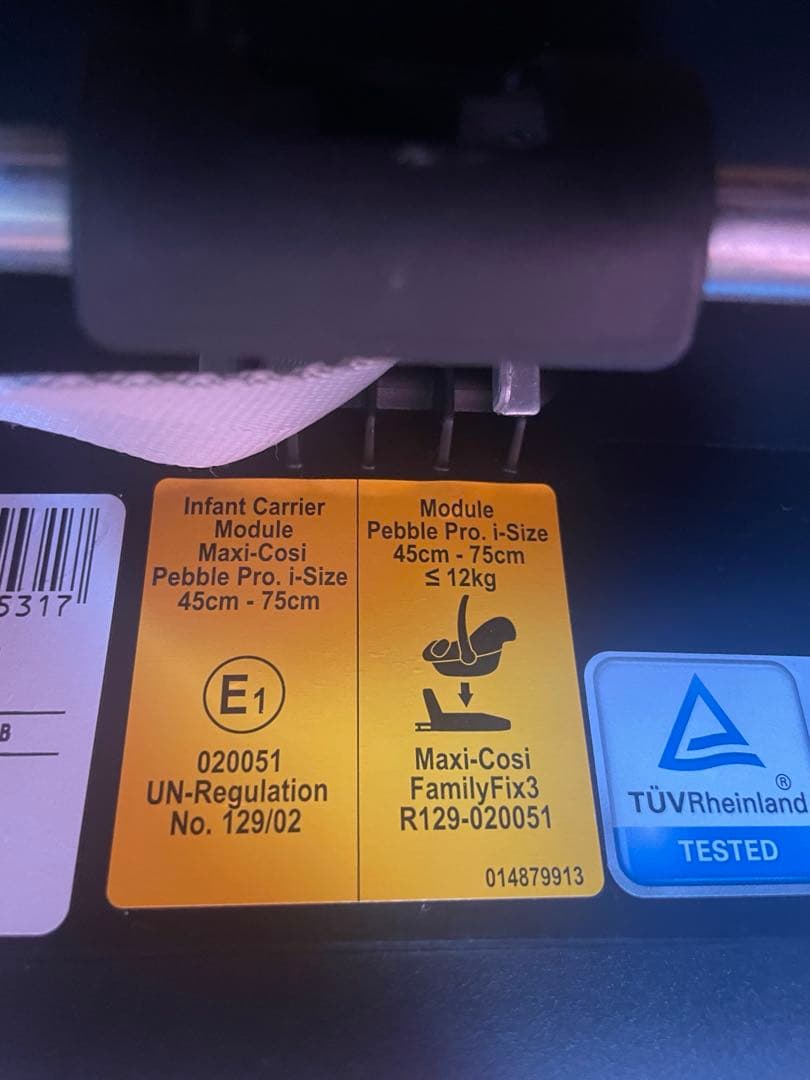 5317
B
Infant Carrier
Module
Maxi-Cosi
Pebble Pro. i-Size
45cm - 75cm
E1
020051
UN-Regulation
No. 129/02
Module
Pebble Pro. i-Size
45cm - 75cm
≤ 12kg
Maxi-Cosi
FamilyFix3
R129-020051
014879913
®
TÜVRheinland
TESTED